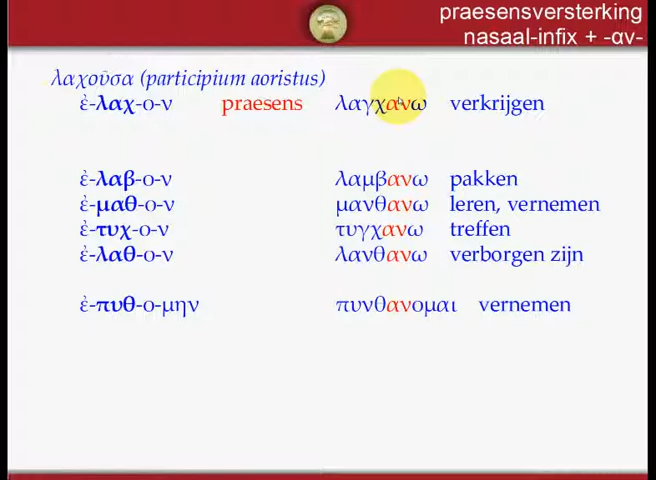 praesensversterking
nasaal-infix + -αν-
λαχοῦσα (participium aoristus)
ἐ-λαχ-ο-ν praesens λαγχανω verkrijgen
ἐ-λαβ-ο-ν λαμβανω pakken
ἐ-μαθ-ο-ν μανθανω leren, vernemen
ἐ-τυχ-ο-ν τυγχανω treffen
ἐ-λαθ-ο-ν λανθανω verborgen zijn
ἐ-πυθ-ο-μην πυνθανομαι vernemen